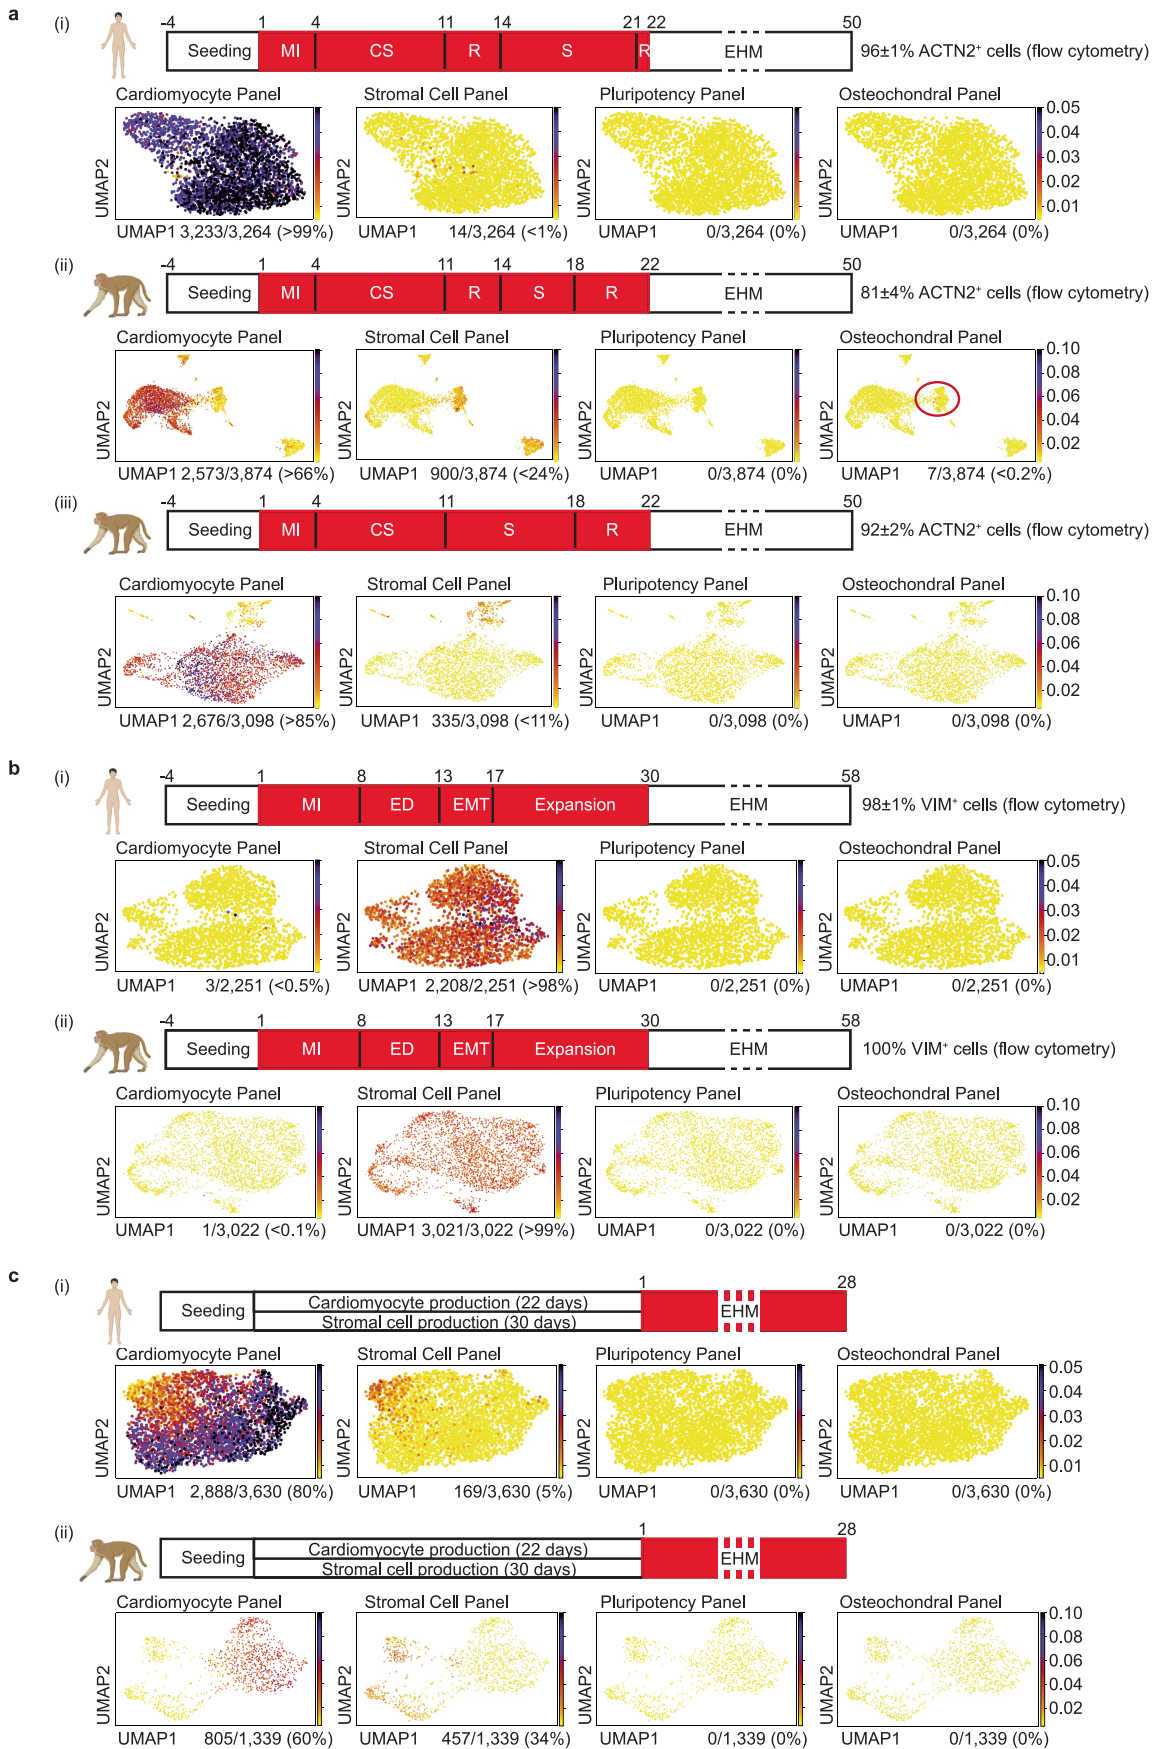 a
(i)
-4 1 4 11 14 21 22 50
Seeding MI CS R S R EHM
96±1% ACTN2+ cells (flow cytometry)
Cardiomyocyte Panel Stromal Cell Panel Pluripotency Panel Osteochondral Panel
0.05
0.04
0.03
0.02
0.01
UMAP2 UMAP2 UMAP2 UMAP2
UMAP1 3,233/3,264 (>99%) UMAP1 14/3,264 (<1%) UMAP1 0/3,264 (0%) UMAP1 0/3,264 (0%)
(ii)
-4 1 4 11 14 18 22 50
Seeding MI CS R S R EHM
81±4% ACTN2+ cells (flow cytometry)
Cardiomyocyte Panel Stromal Cell Panel Pluripotency Panel Osteochondral Panel
0.10
0.08
0.06
0.04
0.02
UMAP2 UMAP2 UMAP2 UMAP2
UMAP1 2,573/3,874 (>66%) UMAP1 900/3,874 (<24%) UMAP1 0/3,874 (0%) UMAP1 7/3,874 (<0.2%)
(iii)
-4 1 4 11 18 22 50
Seeding MI CS S R EHM
92±2% ACTN2+ cells (flow cytometry)
Cardiomyocyte Panel Stromal Cell Panel Pluripotency Panel Osteochondral Panel
0.10
0.08
0.06
0.04
0.02
UMAP2 UMAP2 UMAP2 UMAP2
UMAP1 2,676/3,098 (>85%) UMAP1 335/3,098 (<11%) UMAP1 0/3,098 (0%) UMAP1 0/3,098 (0%)
b
(i)
-4 1 8 13 17 30 58
Seeding MI ED EMT Expansion EHM
98±1% VIM+ cells (flow cytometry)
Cardiomyocyte Panel Stromal Cell Panel Pluripotency Panel Osteochondral Panel
0.05
0.04
0.03
0.02
0.01
UMAP2 UMAP2 UMAP2 UMAP2
UMAP1 3/2,251 (<0.5%) UMAP1 2,208/2,251 (>98%) UMAP1 0/2,251 (0%) UMAP1 0/2,251 (0%)
(ii)
-4 1 8 13 17 30 58
Seeding MI ED EMT Expansion EHM
100% VIM+ cells (flow cytometry)
Cardiomyocyte Panel Stromal Cell Panel Pluripotency Panel Osteochondral Panel
0.10
0.08
0.06
0.04
0.02
UMAP2 UMAP2 UMAP2 UMAP2
UMAP1 1/3,022 (<0.1%) UMAP1 3,021/3,022 (>99%) UMAP1 0/3,022 (0%) UMAP1 0/3,022 (0%)
c
(i)
1 28
Seeding
Cardiomyocyte production (22 days)
Stromal cell production (30 days)
EHM
Cardiomyocyte Panel Stromal Cell Panel Pluripotency Panel Osteochondral Panel
0.05
0.04
0.03
0.02
0.01
UMAP2 UMAP2 UMAP2 UMAP2
UMAP1 2,888/3,630 (80%) UMAP1 169/3,630 (5%) UMAP1 0/3,630 (0%) UMAP1 0/3,630 (0%)
(ii)
1 28
Seeding
Cardiomyocyte production (22 days)
Stromal cell production (30 days)
EHM
Cardiomyocyte Panel Stromal Cell Panel Pluripotency Panel Osteochondral Panel
0.10
0.08
0.06
0.04
0.02
UMAP2 UMAP2 UMAP2 UMAP2
UMAP1 805/1,339 (60%) UMAP1 457/1,339 (34%) UMAP1 0/1,339 (0%) UMAP1 0/1,339 (0%)